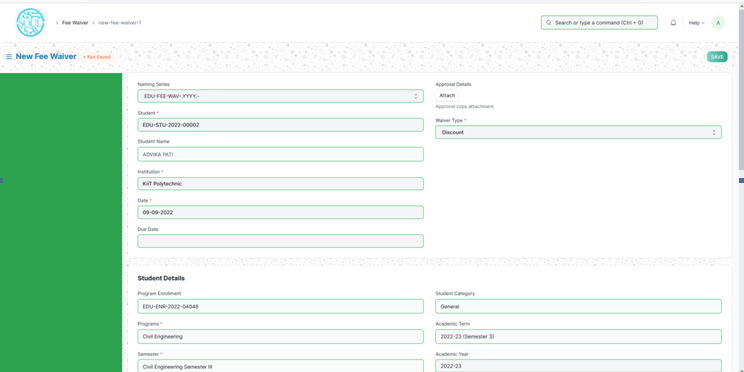 Fee Waiver
new-fee-waiver-1
Search or type a command (Ctrl + G)
Help
A
New Fee Waiver
Not Saved
SAVE
Naming Series
EDU-FEE-WAV-.YYYY.-
Student *
EDU-STU-2022-00002
Student Name
ADVIKA PATI
Institution *
KiiT Polytechnic
Date *
09-09-2022
Due Date
Approval Details
Attach
Approval copy attachment
Waiver Type *
Discount
Student Details
Program Enrollment
EDU-ENR-2022-04046
Programs *
Civil Engineering
Semester *
Civil Engineering Semester III
Student Category
General
Academic Term
2022-23 (Semester 3)
Academic Year
2022-23